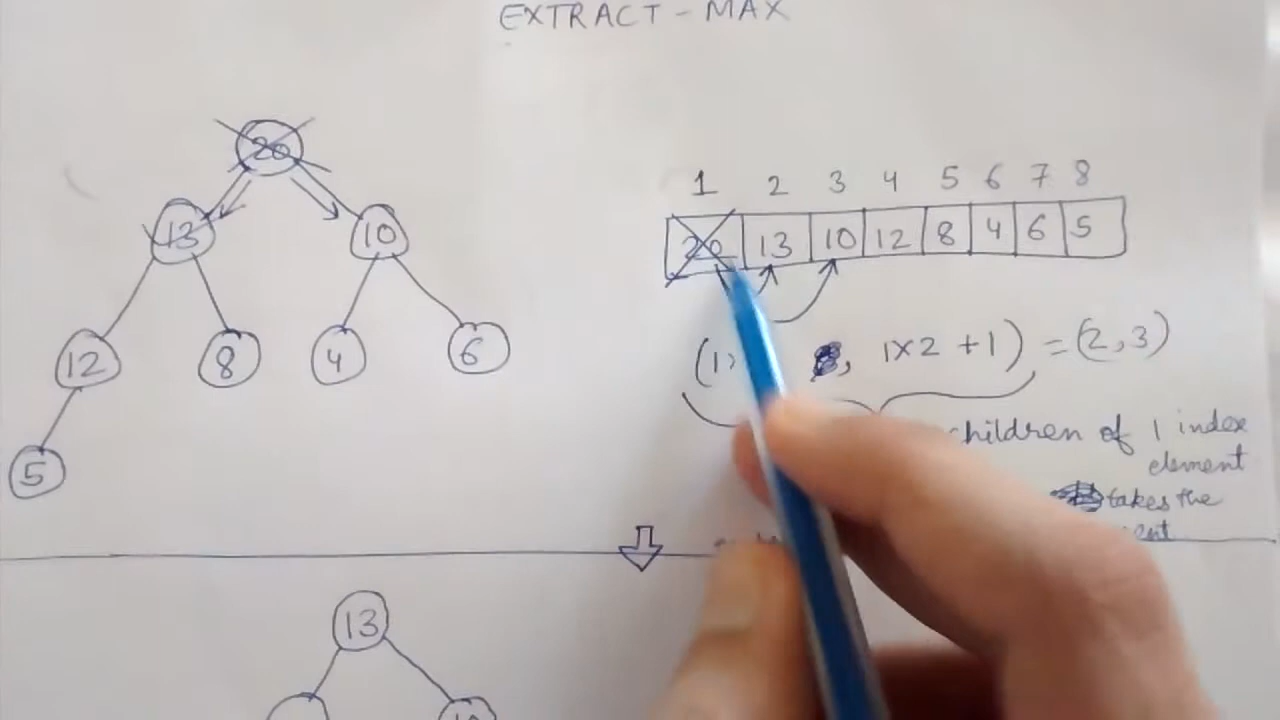 EXTRACT - MAX
20
13 10
12 8 4 6
5
1 2 3 4 5 6 7 8
20 13 10 12 8 4 6 5
(1 , 1x2 +1) = (2,3)
children of 1 index
element
takes the
13